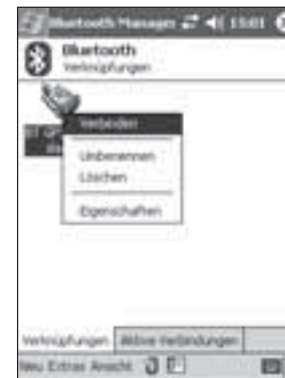 Bluetooth Manager 15:01
Bluetooth
Verknüpfungen
Verbinden
Umbenennen
Löschen
Eigenschaften
Verknüpfungen Aktive Verbindungen
Neu Extras Ansicht